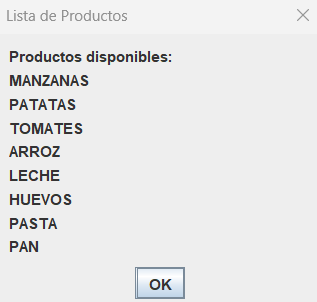 Lista de Productos
Productos disponibles:
MANZANAS
PATATAS
TOMATES
ARROZ
LECHE
HUEVOS
PASTA
PAN
OK